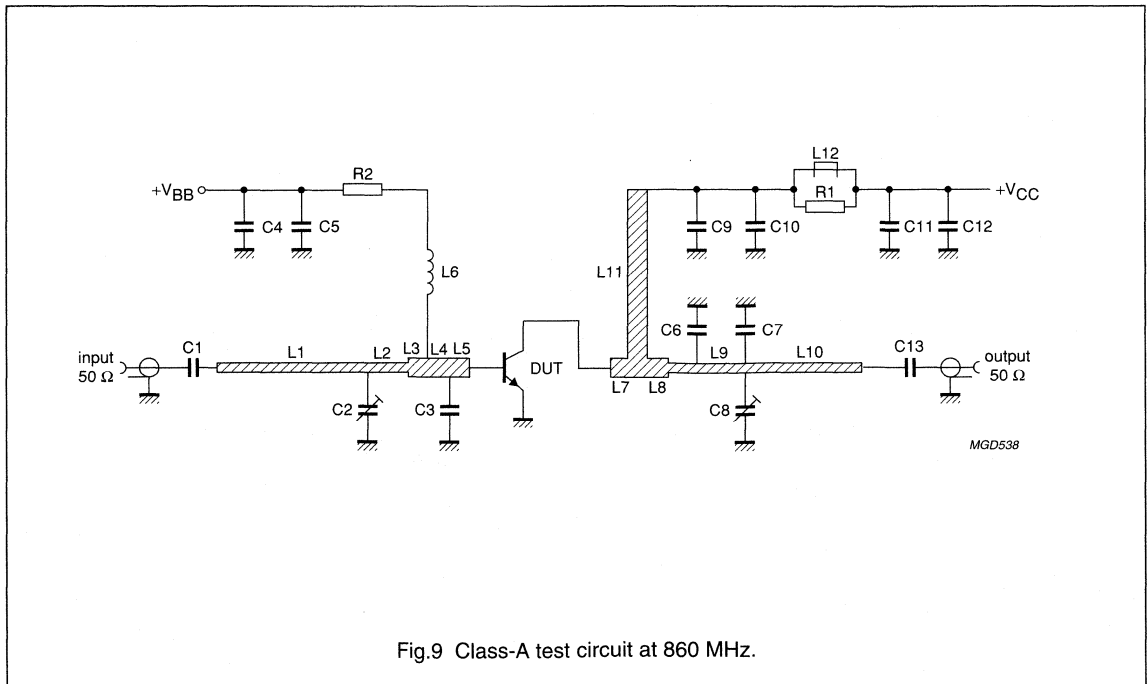 L12
R1
R2
+VBB
+VCC
C4
C5
C9
C10
C11
C12
L6
L11
C6
C7
input
50 Ω
C1
L1
L2
L3
L4
L5
DUT
L9
L10
C13
output
50 Ω
L7
L8
C2
C3
C8
MGD538
Fig.9 Class-A test circuit at 860 MHz.